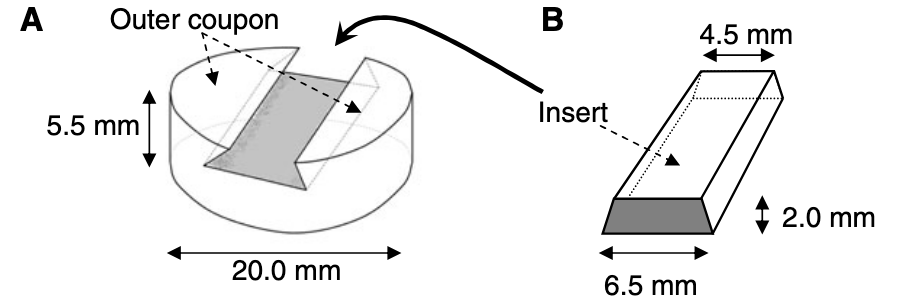 A
Outer coupon
5.5 mm
20.0 mm
B
4.5 mm
Insert
2.0 mm
6.5 mm